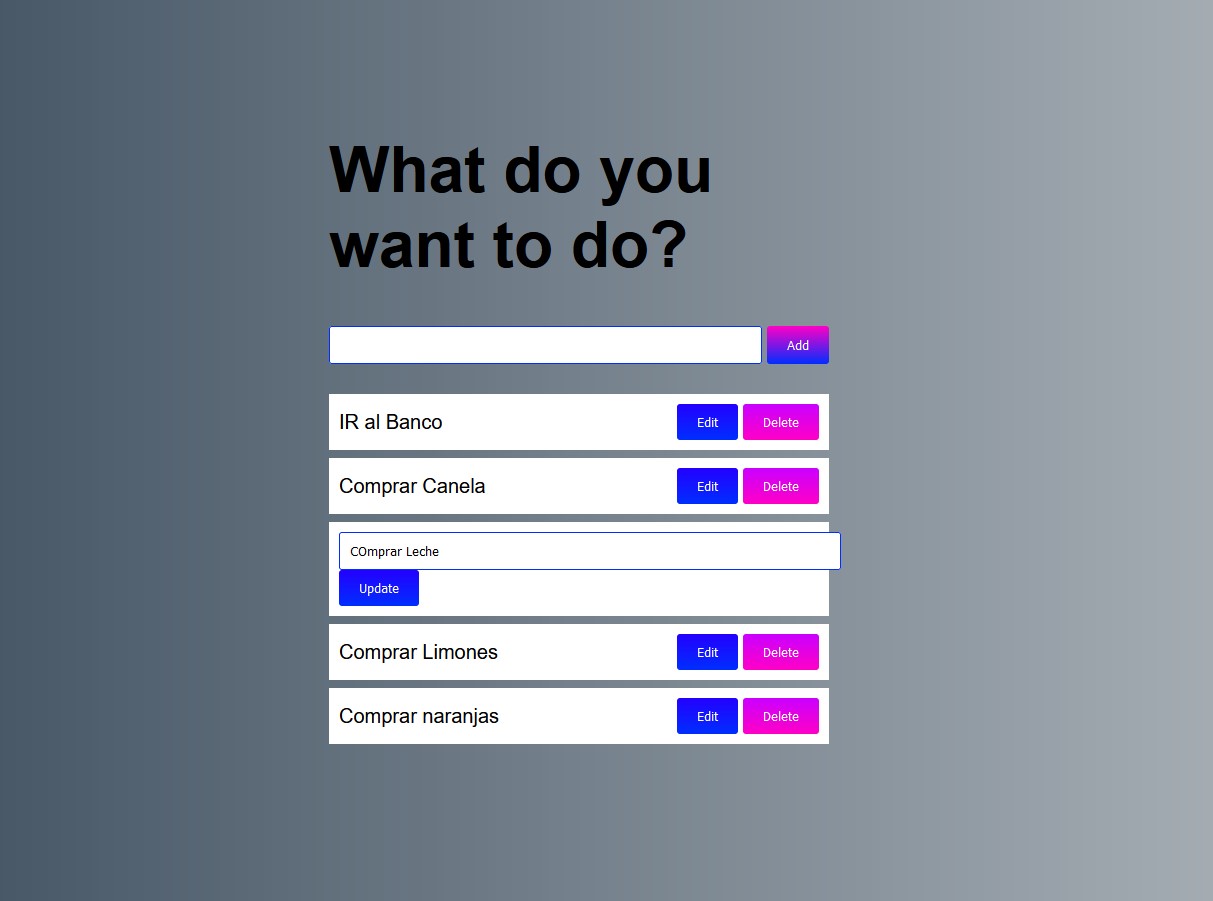 What do you
want to do?
Add
IR al Banco Edit Delete
Comprar Canela Edit Delete
COmprar Leche
Update
Comprar Limones Edit Delete
Comprar naranjas Edit Delete